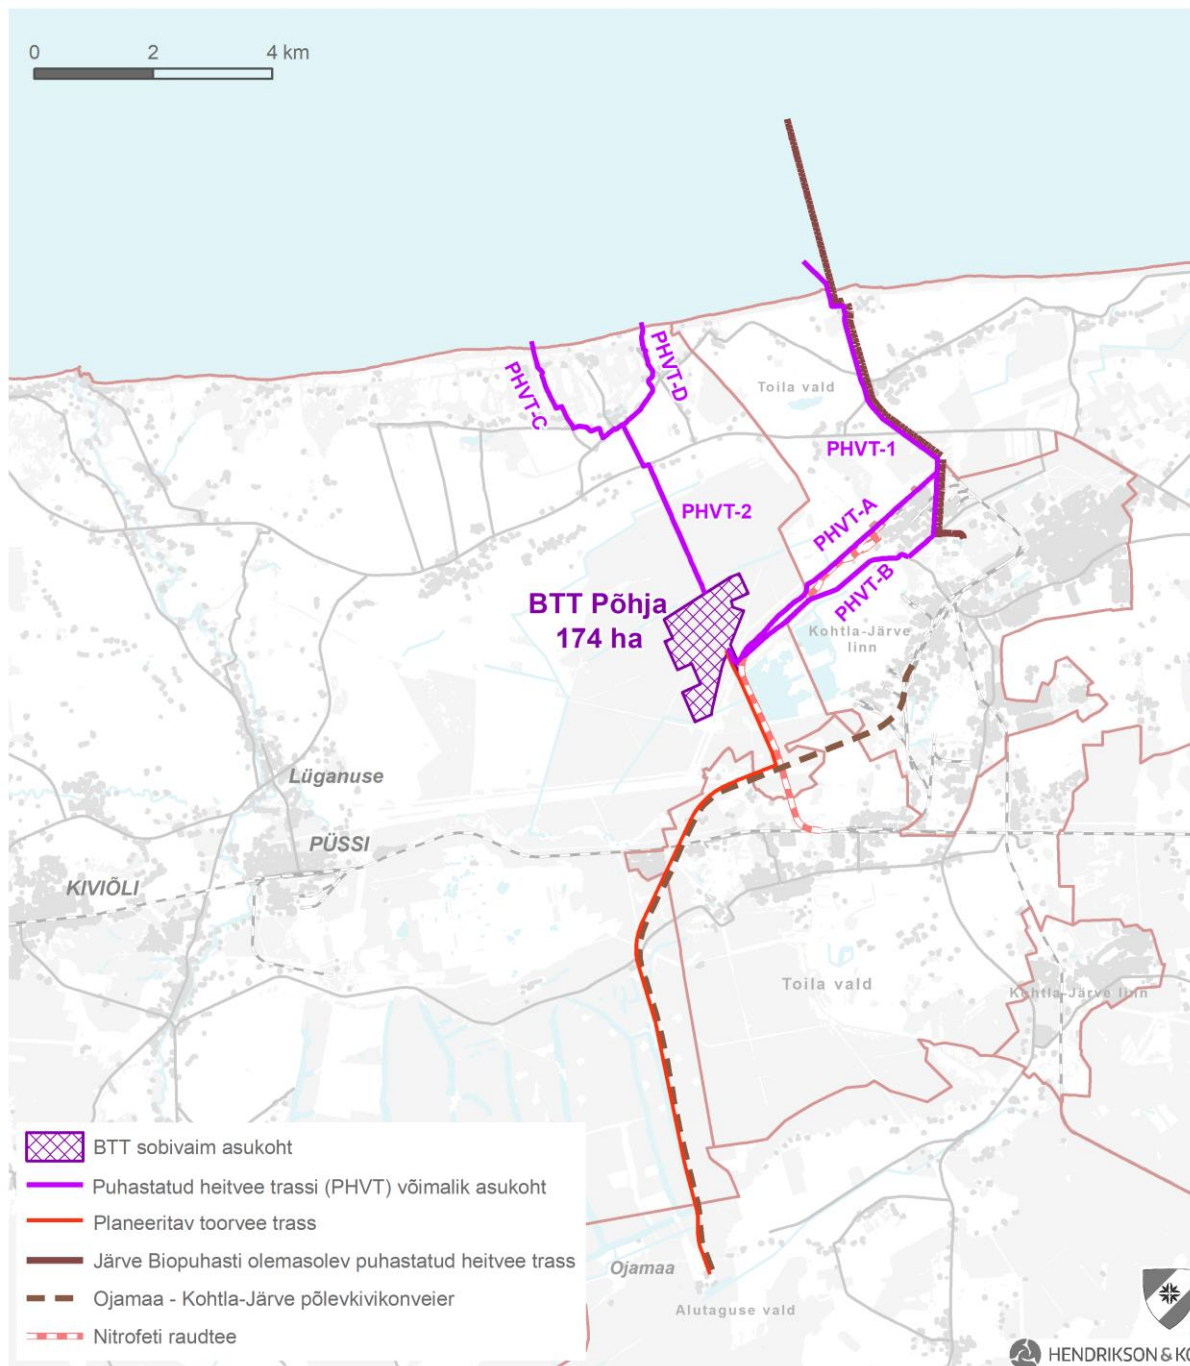 0 2 4 km
PHVT-C
PHVT-D
Toila vald
PHVT-1
PHVT-2
PHVT-A
PHVT-B
BTT Põhja
174 ha
Kohtla-Järve
linn
Lüganuse
PÜSSI
KIVIÕLI
Toila vald
Kohtla-Järve linn
BTT sobivaim asukoht
Puhastatud heitvee trassi (PHVT) võimalik asukoht
Planeeritav toorvee trass
Järve Biopuhasti olemasolev puhastatud heitvee trass
Ojamaa - Kohtla-Järve põlevkivikonveier
Nitrofeti raudtee
Ojamaa
Alutaguse vald
HENDRIKSON & KO